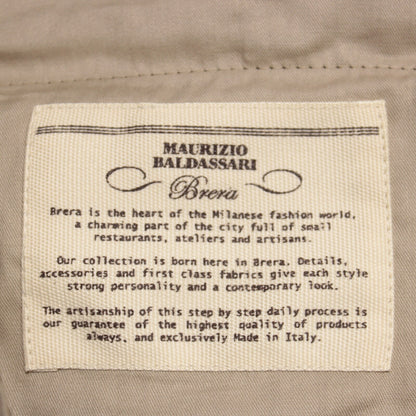 MAURIZIO
BALDASSARI
Brera
Brera is the heart of the Milanese fashion world,
a charming part of the city full of small
restaurants, ateliers and artisans.
Our collection is born here in Brera. Details,
accessories and first class fabrics give each style
strong personality and a contemporary look.
The artisanship of this step by step daily process is
our guarantee of the highest quality of products
always, and exclusively Made in Italy.